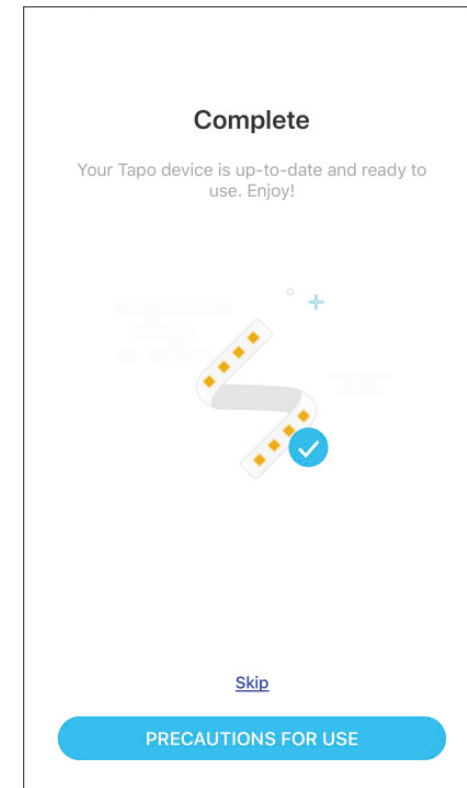 Complete
Your Tapo device is up-to-date and ready to
use. Enjoy!
Skip
PRECAUTIONS FOR USE